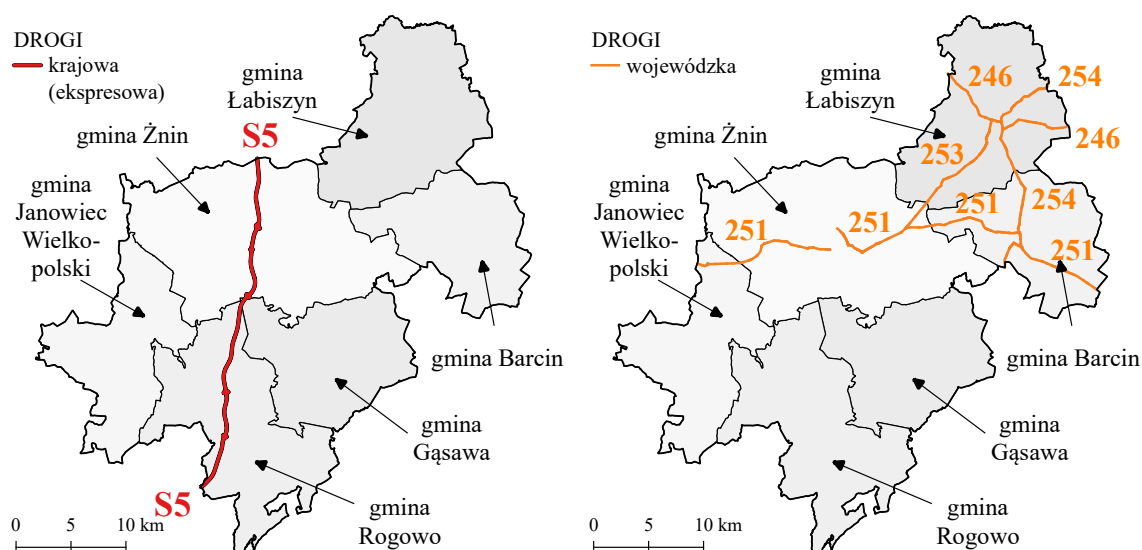 DROGI
krajowa
(ekspresowa)
gmina
Łabiszyn
gmina Żnin
S5
gmina
Janowiec
Wielko-
polski
gmina Barcin
gmina
Gąsawa
S5
gmina
Rogowo
0 5 10 km
DROGI
wojewódzka
gmina
Łabiszyn
246
254
gmina Żnin
246
253
gmina
Janowiec
Wielko-
polski
251
251
251
254
251
gmina Barcin
gmina
Gąsawa
gmina
Rogowo
0 5 10 km